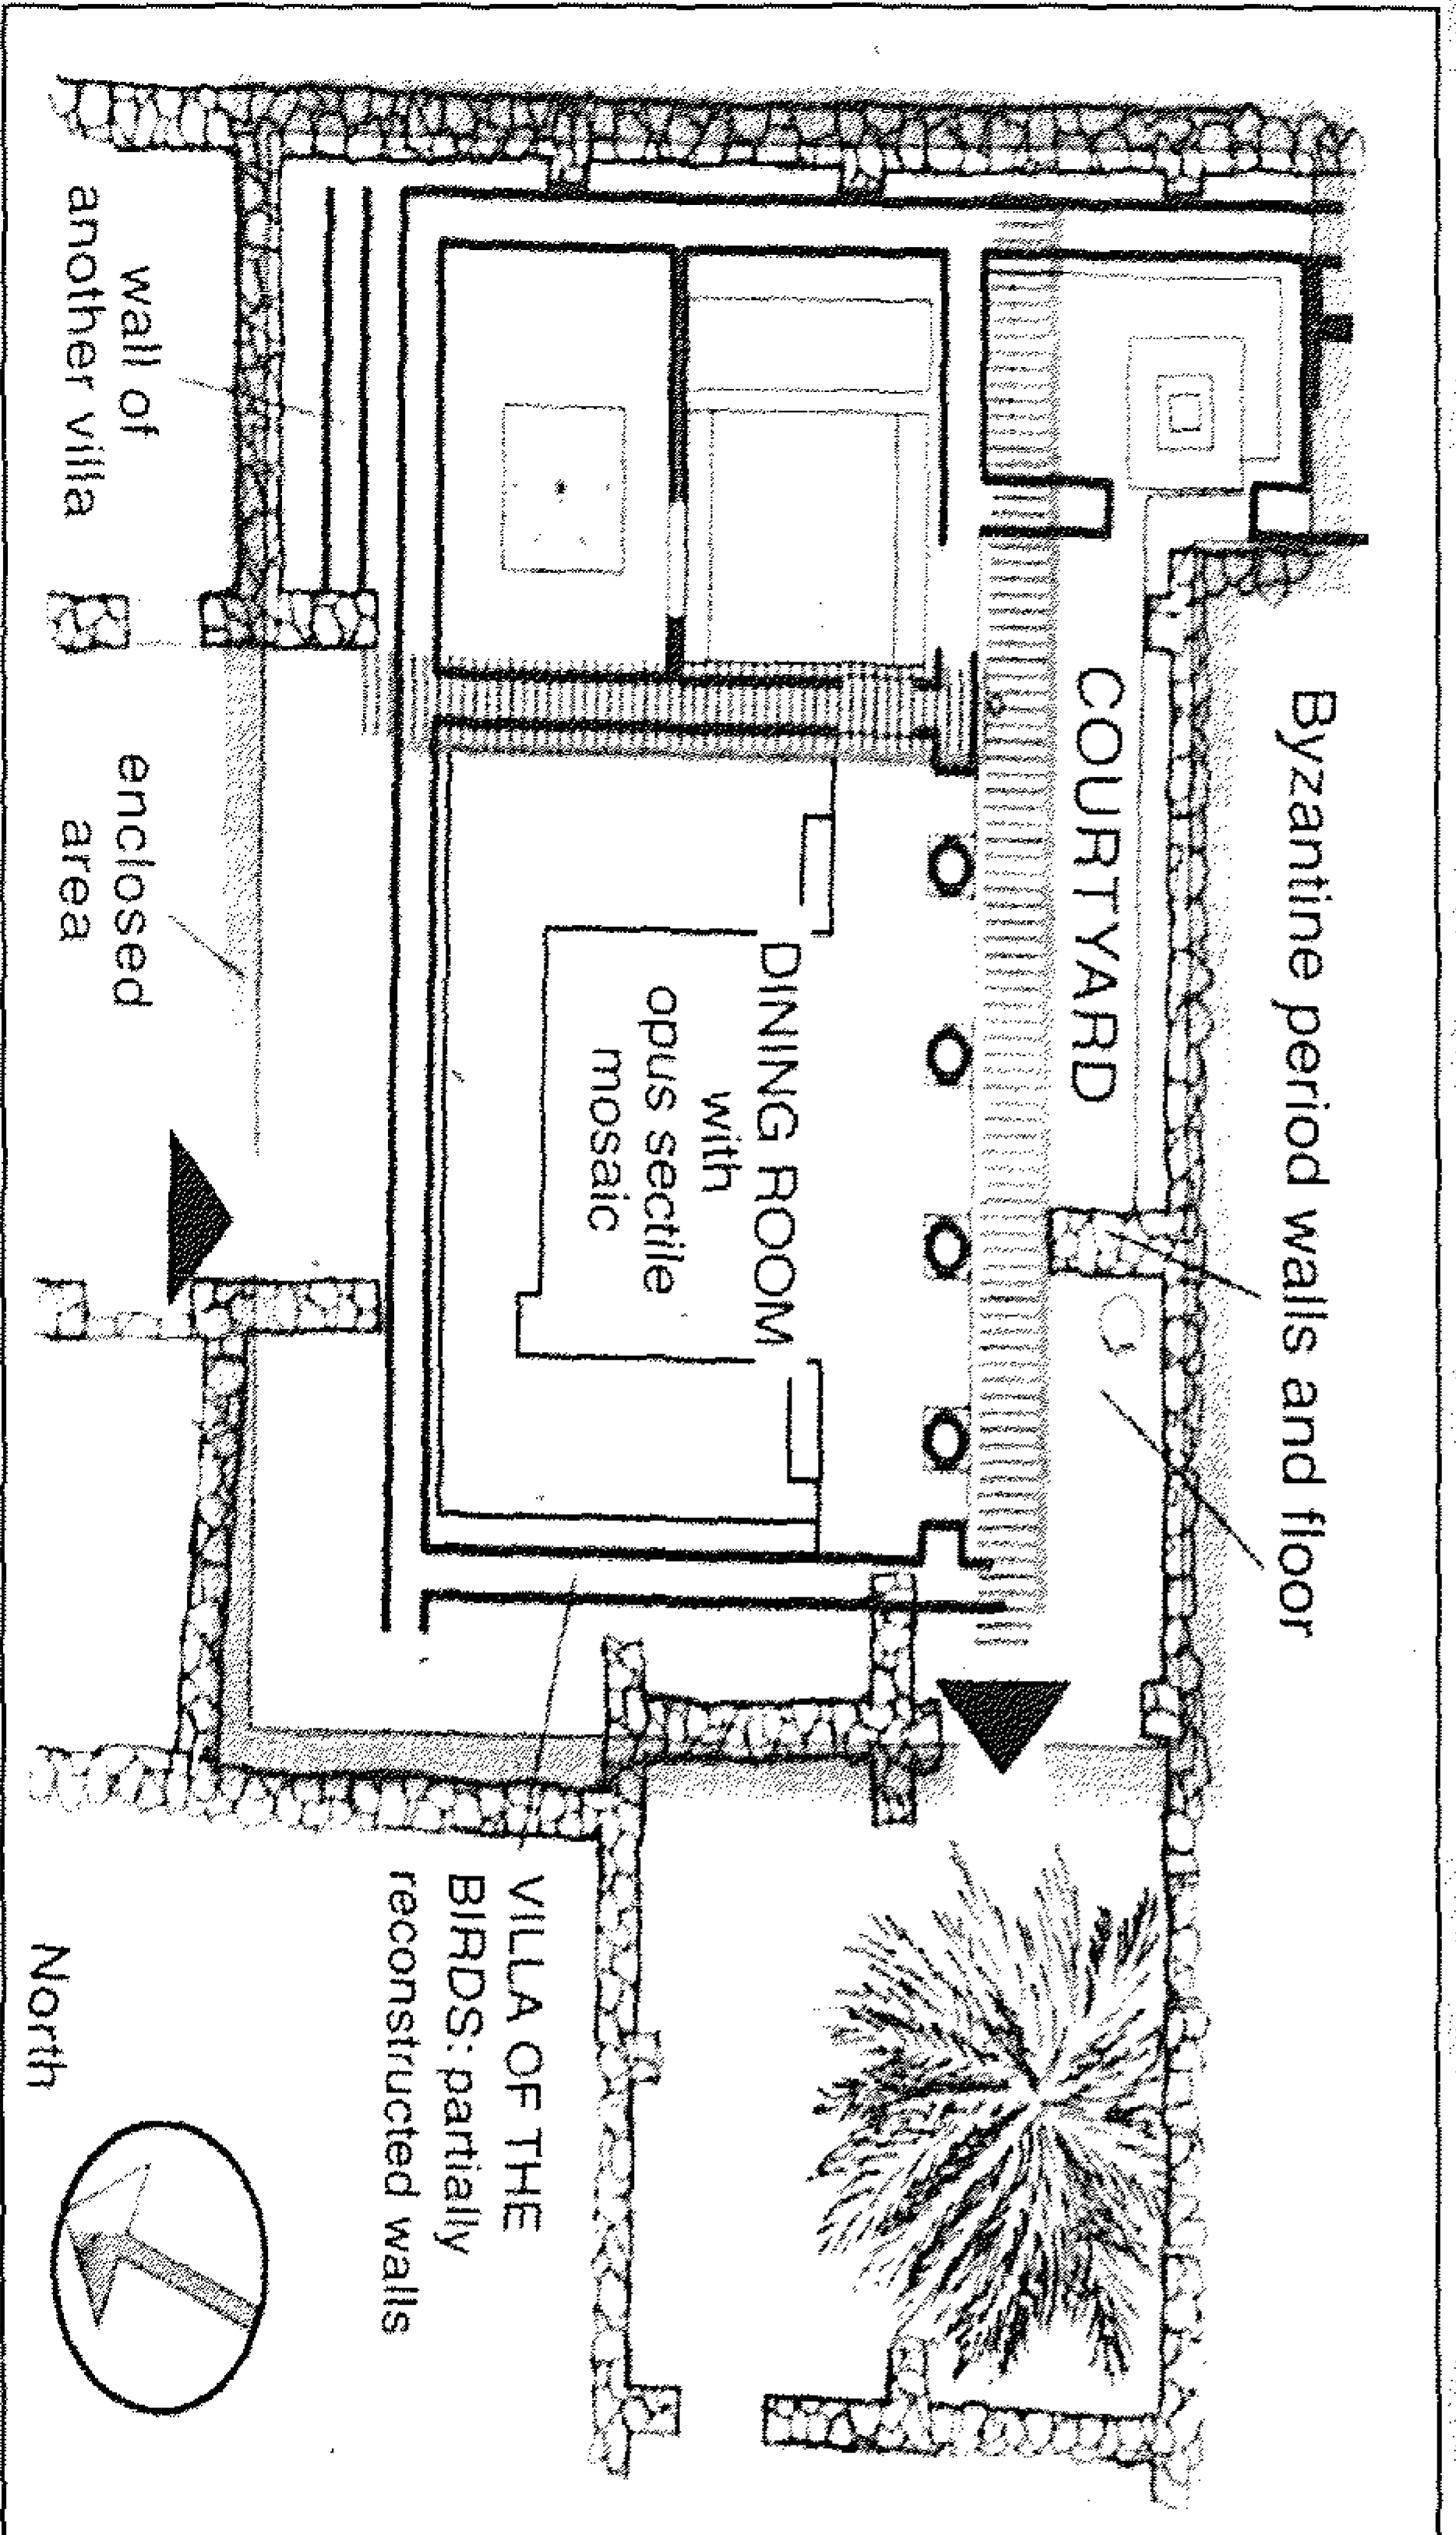 Byzantine period walls and floor
COURTYARD
DINING ROOM
with
opus sectile
mosaic
wall of
another villa
enclosed
area
VILLA OF THE
BIRDS: partially
reconstructed walls
North